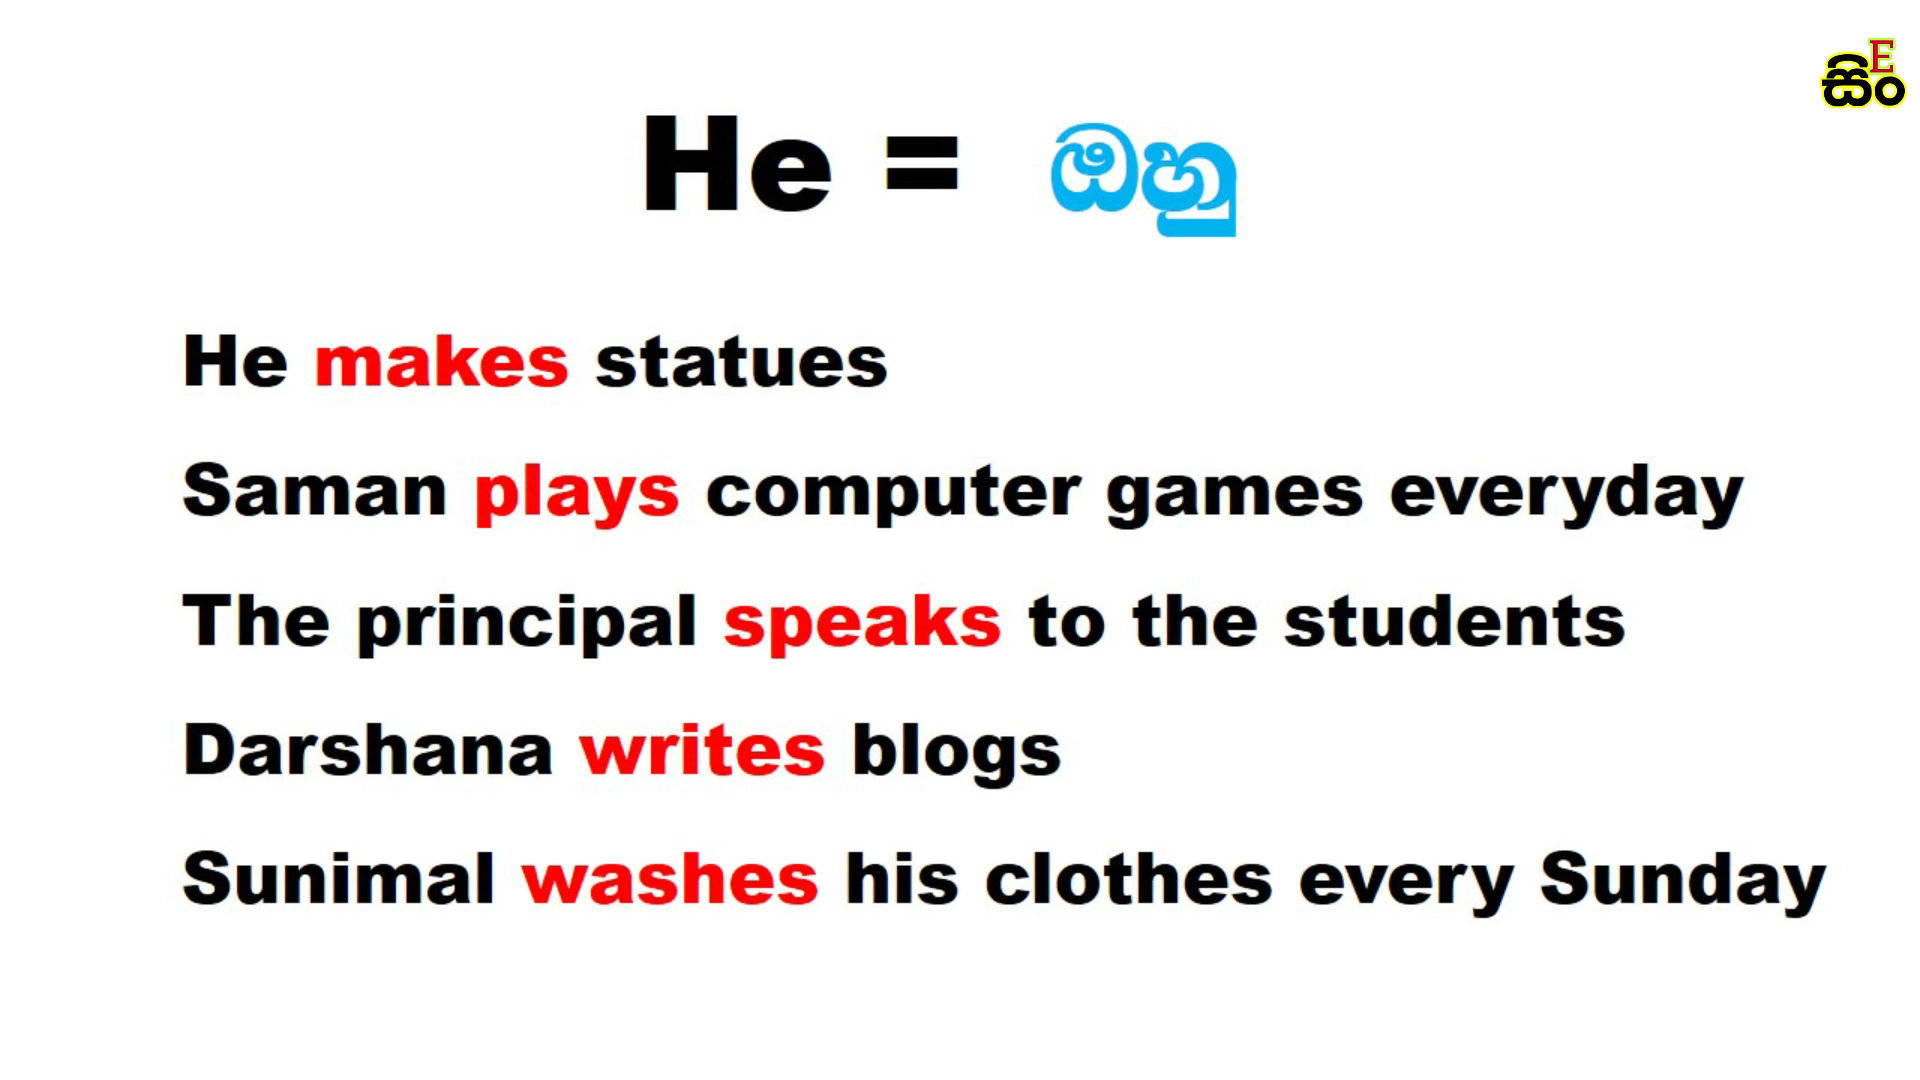 සිංE
He = ඔහු
He makes statues
Saman plays computer games everyday
The principal speaks to the students
Darshana writes blogs
Sunimal washes his clothes every Sunday